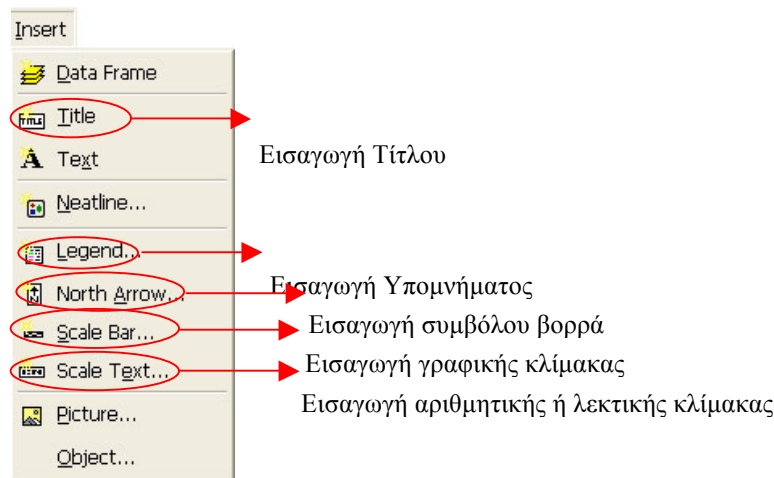 Insert
Data Frame
Title
Text
Εισαγωγή Τίτλου
Neatline...
Legend...
Εισαγωγή Υπομνήματος
North Arrow...
Εισαγωγή συμβόλου βορρά
Scale Bar...
Εισαγωγή γραφικής κλίμακας
Scale Text...
Εισαγωγή αριθμητικής ή λεκτικής κλίμακας
Picture...
Object...